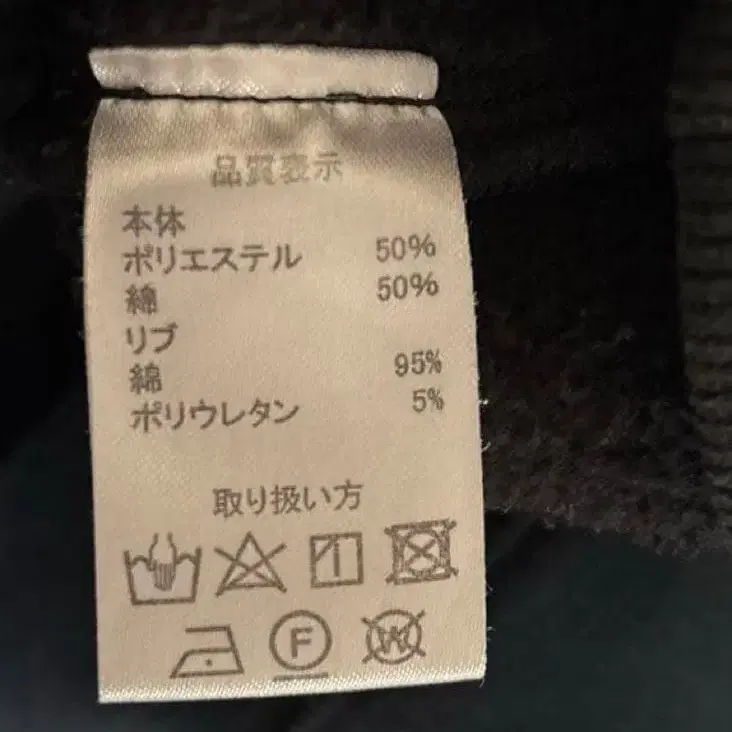 品質表示
本体
ポリエステル 50%
綿 50%
リブ
綿 95%
ポリウレタン 5%
取り扱い方
F W